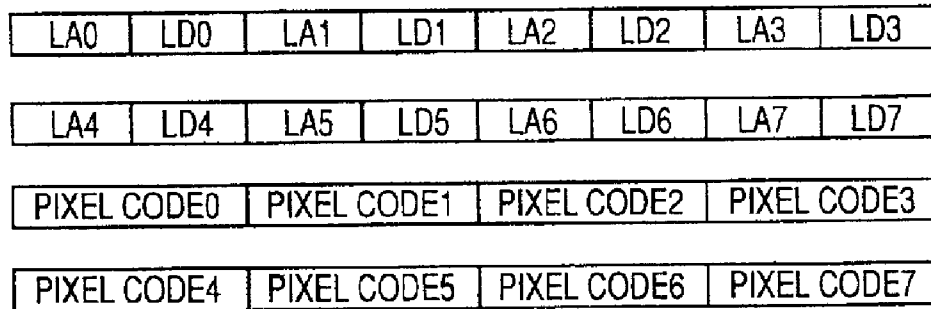 LA0 LD0 LA1 LD1 LA2 LD2 LA3 LD3
LA4 LD4 LA5 LD5 LA6 LD6 LA7 LD7
PIXEL CODE0 PIXEL CODE1 PIXEL CODE2 PIXEL CODE3
PIXEL CODE4 PIXEL CODE5 PIXEL CODE6 PIXEL CODE7